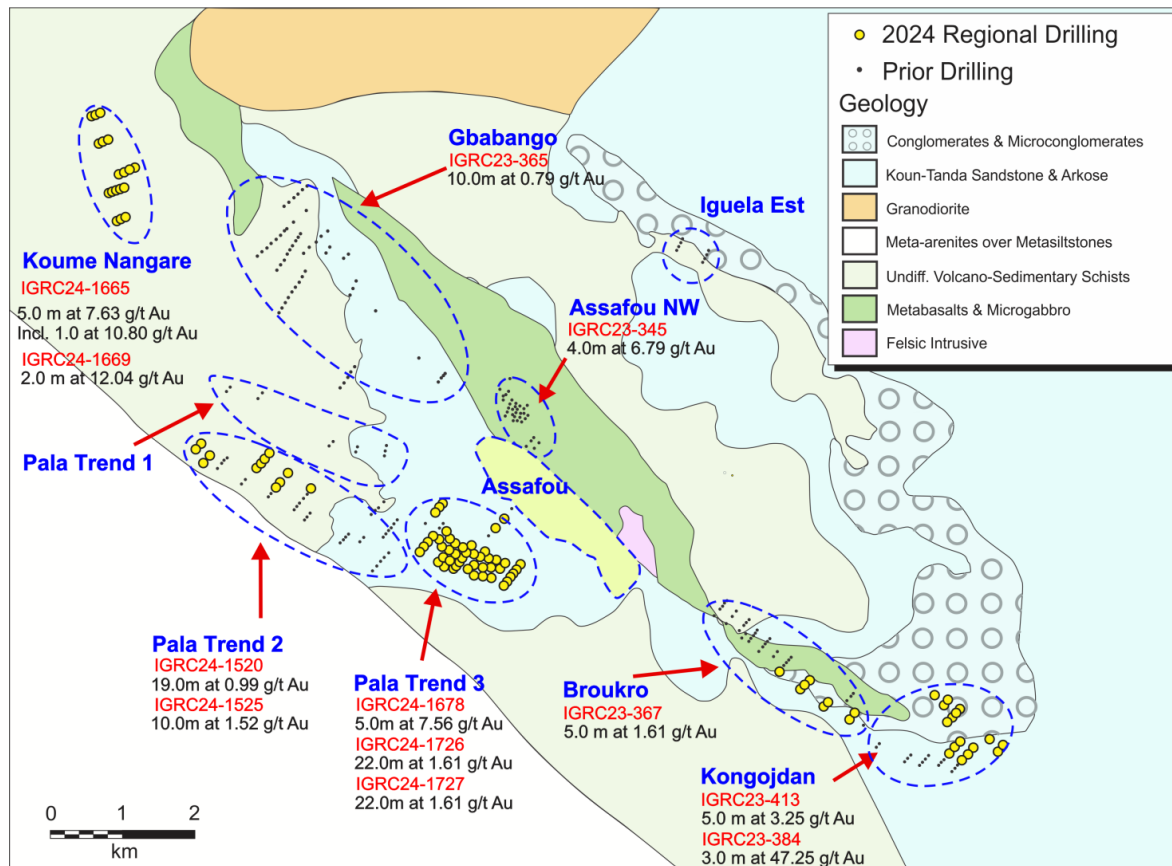 2024 Regional Drilling
Prior Drilling
Geology
Conglomerates & Microconglomerates
Koun-Tanda Sandstone & Arkose
Granodiorite
Meta-arenites over Metasiltstones
Undiff. Volcano-Sedimentary Schists
Metabasalts & Microgabbro
Felsic Intrusive
Gbabango
IGRC23-365
10.0m at 0.79 g/t Au
Iguela Est
Koume Nangare
IGRC24-1665
5.0 m at 7.63 g/t Au
Incl. 1.0 at 10.80 g/t Au
IGRC24-1669
2.0 m at 12.04 g/t Au
Assafou NW
IGRC23-345
4.0m at 6.79 g/t Au
Pala Trend 1
Assafou
Pala Trend 2
IGRC24-1520
19.0m at 0.99 g/t Au
IGRC24-1525
10.0m at 1.52 g/t Au
Pala Trend 3
IGRC24-1678
5.0m at 7.56 g/t Au
IGRC24-1726
22.0m at 1.61 g/t Au
IGRC24-1727
22.0m at 1.61 g/t Au
Broukro
IGRC23-367
5.0m at 1.61 g/t Au
Kongojdan
IGRC23-413
5.0 m at 3.25 g/t Au
IGRC23-384
3.0 m at 47.25 g/t Au
0 1 2
km